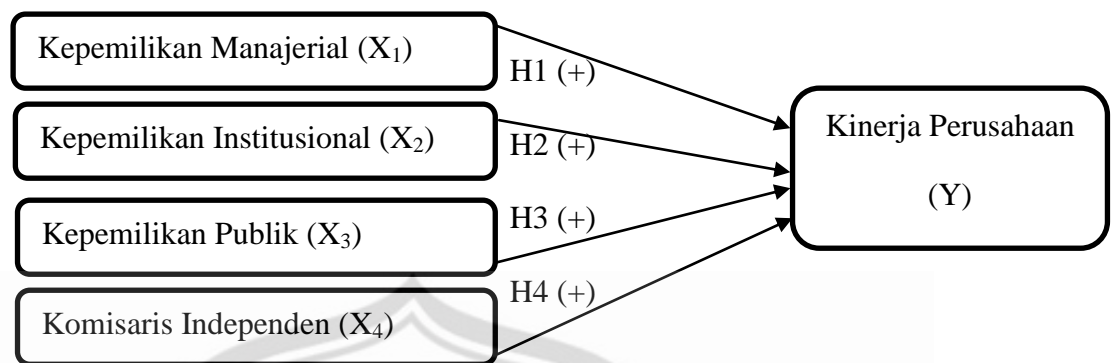 Kepemilikan Manajerial (X₁)
H1 (+)
Kepemilikan Institusional (X₂)
H2 (+)
Kepemilikan Publik (X₃)
H3 (+)
Komisaris Independen (X₄)
H4 (+)
Kinerja Perusahaan
(Y)